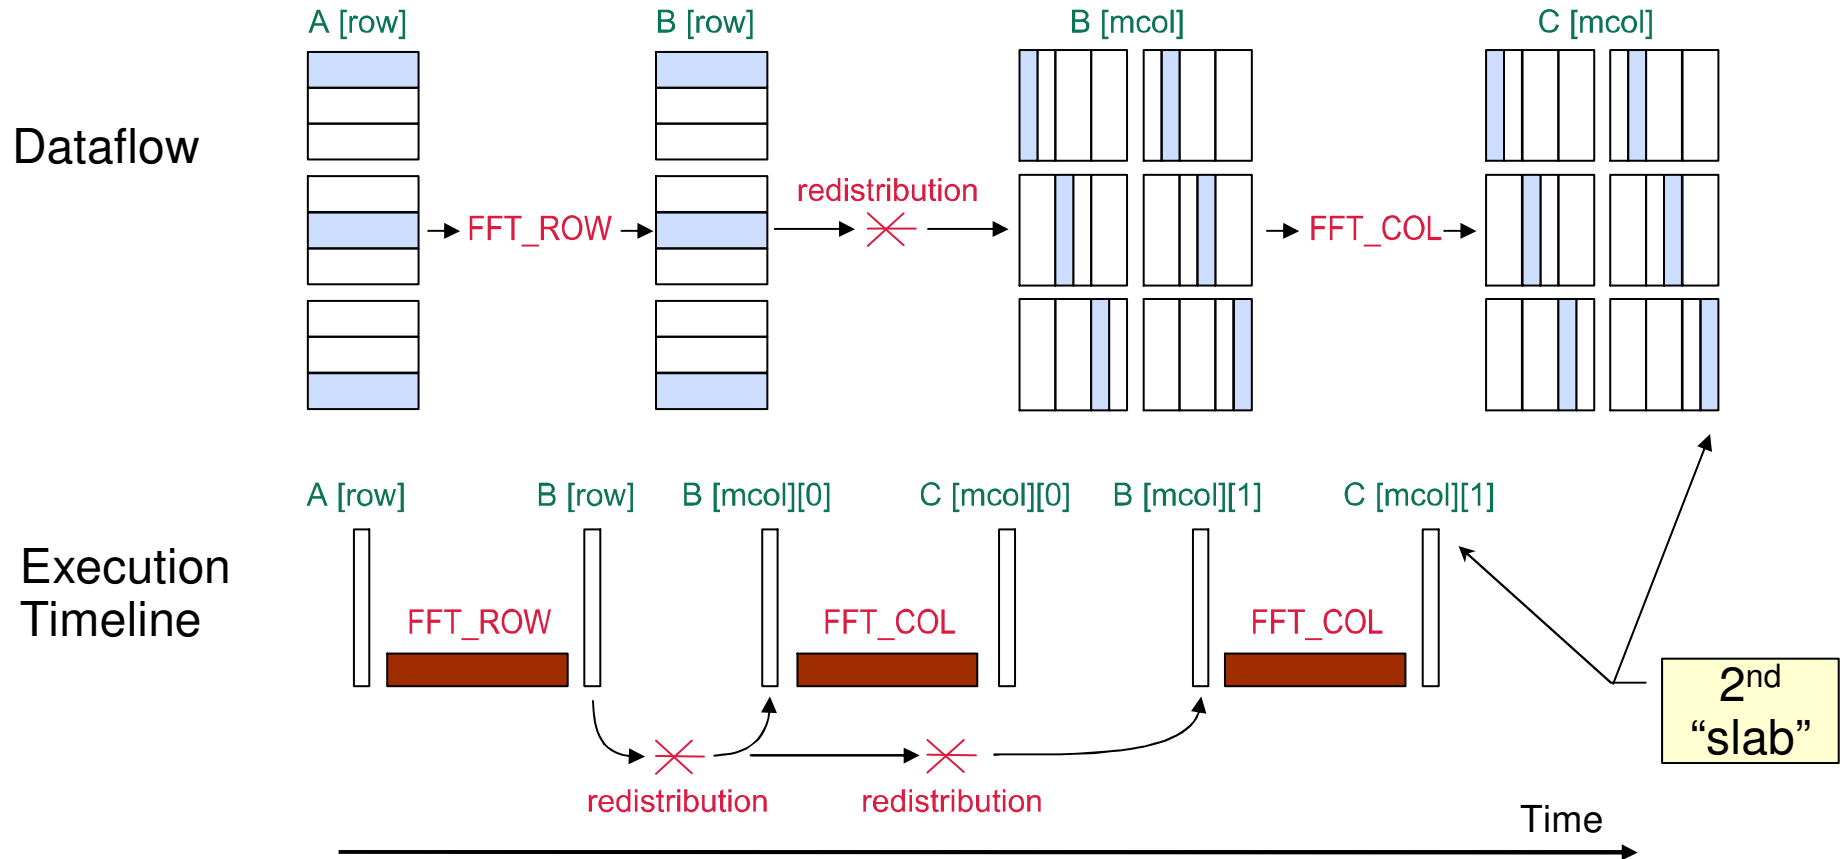 A [row]
B [row]
B [mcol]
C [mcol]
Dataflow
FFT_ROW
redistribution
FFT_COL
A [row]
B [row]
B [mcol][0]
C [mcol][0]
B [mcol][1]
C [mcol][1]
Execution
Timeline
FFT_ROW
FFT_COL
FFT_COL
2nd
“slab”
redistribution
redistribution
Time